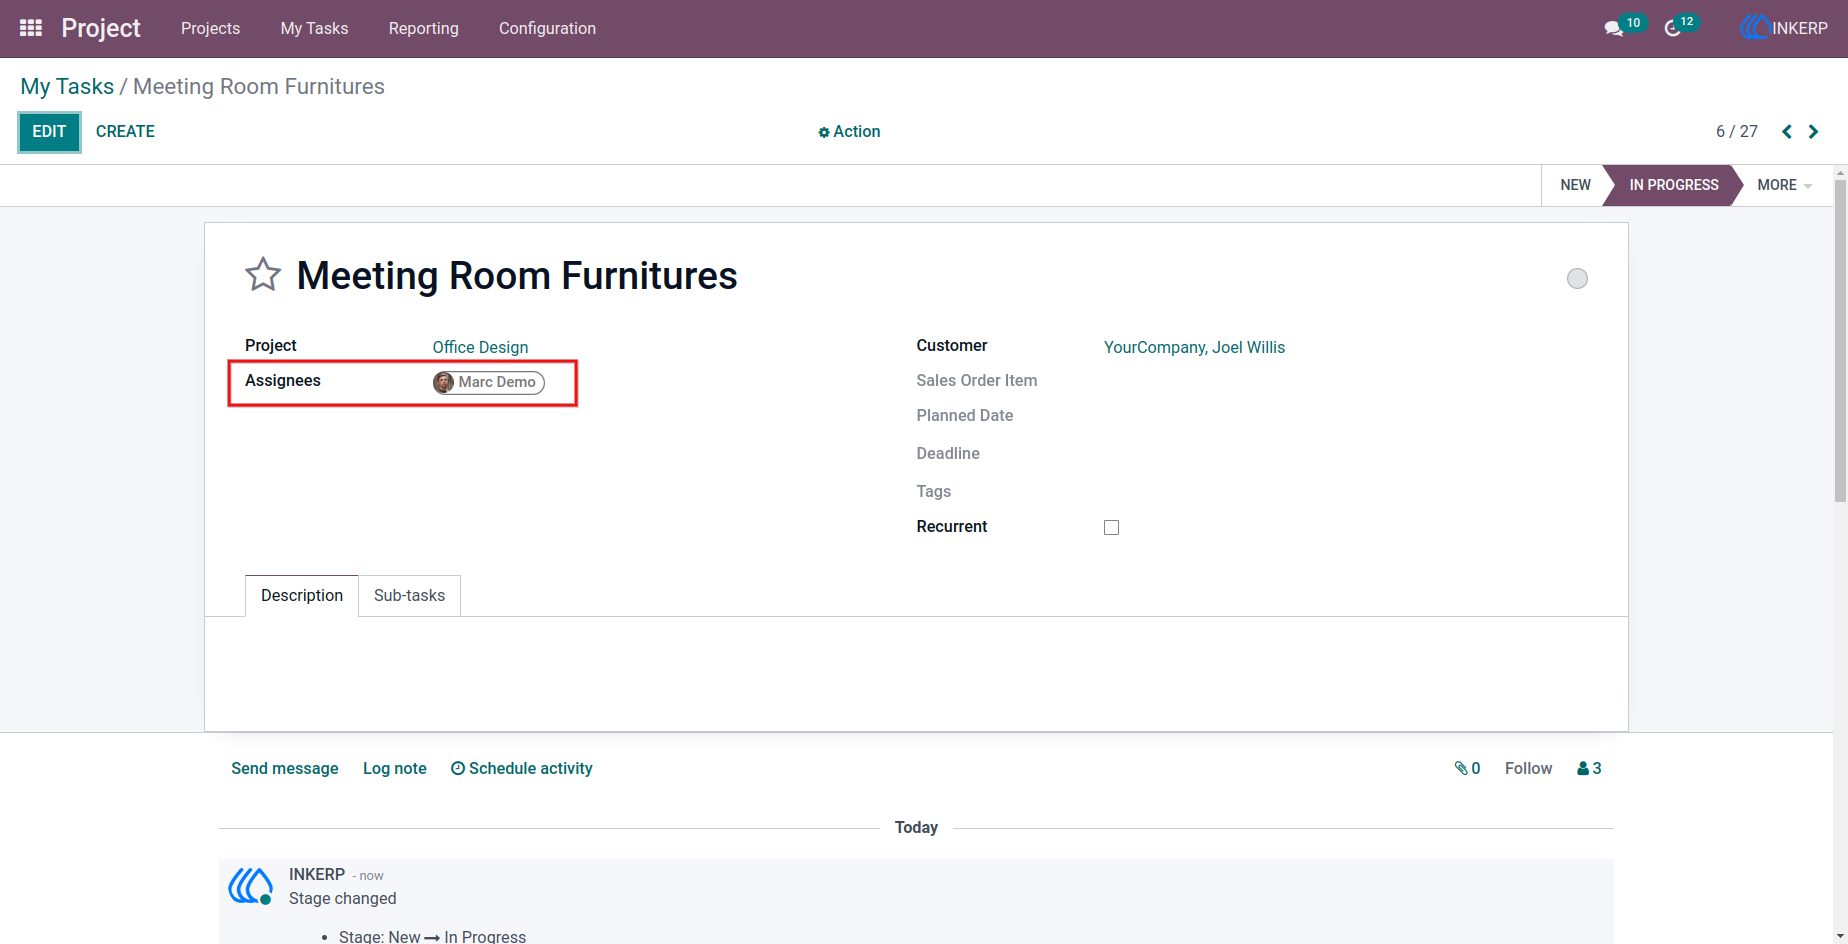 Project Projects My Tasks Reporting Configuration 10 12 INKERP
My Tasks / Meeting Room Furnitures
EDIT CREATE Action 6 / 27
NEW IN PROGRESS MORE
Meeting Room Furnitures
Project Office Design
Assignees Marc Demo
Customer YourCompany, Joel Willis
Sales Order Item
Planned Date
Deadline
Tags
Recurrent
Description Sub-tasks
Send message Log note Schedule activity 0 Follow 3
Today
INKERP - now
Stage changed
• Stage: New → In Progress